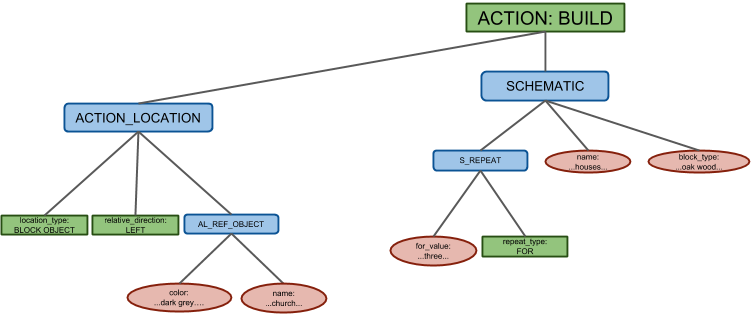 ACTION: BUILD
SCHEMATIC
ACTION_LOCATION
S_REPEAT
name:
...houses...
block_type:
...oak wood...
location_type:
BLOCK OBJECT
relative_direction:
LEFT
AL_REF_OBJECT
for_value:
...three...
repeat_type:
FOR
color:
...dark grey....
name:
...church...